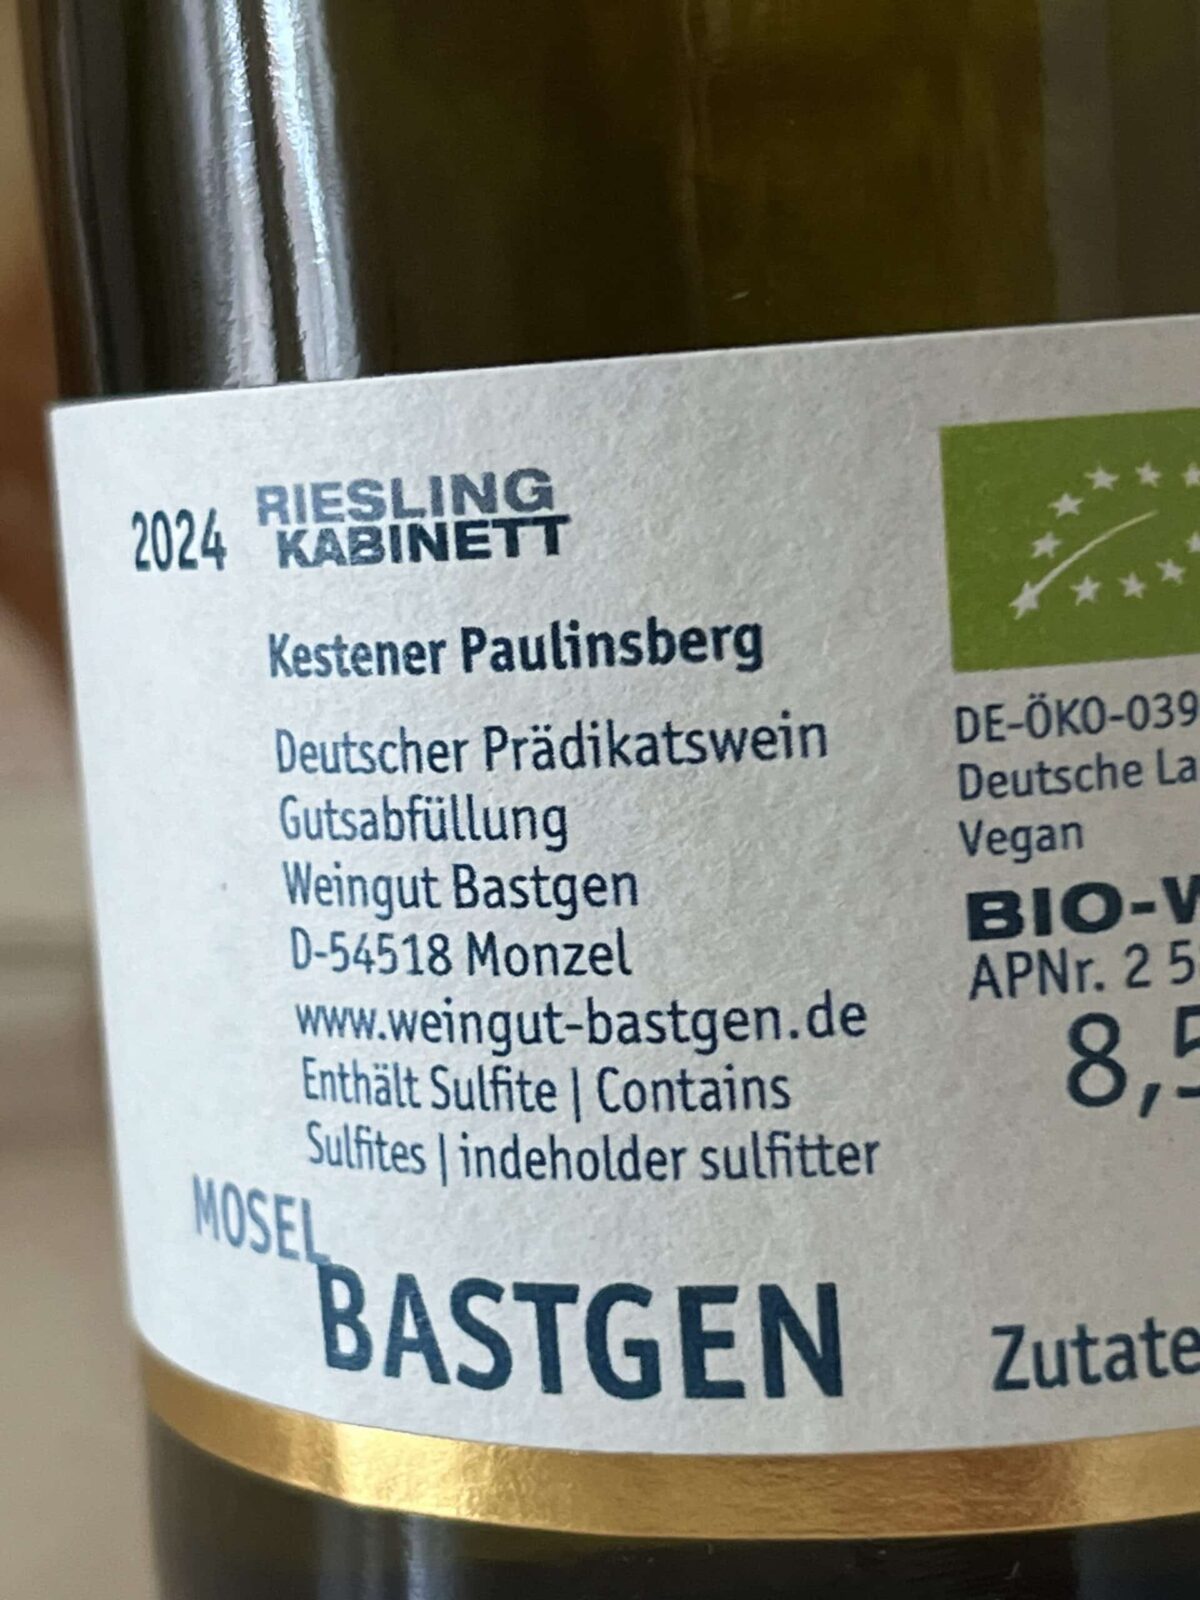 2024 RIESLING
KABINETT
Kestener Paulinsberg
Deutscher Prädikatswein
Gutsabfüllung
Weingut Bastgen
D-54518 Monzel
www.weingut-bastgen.de
Enthält Sulfite | Contains
Sulfites | indeholder sulfitter
MOSEL
BASTGEN
DE-ÖKO-039
Deutsche La
Vegan
BIO-W
APNr. 2 5
8,5
Zutate